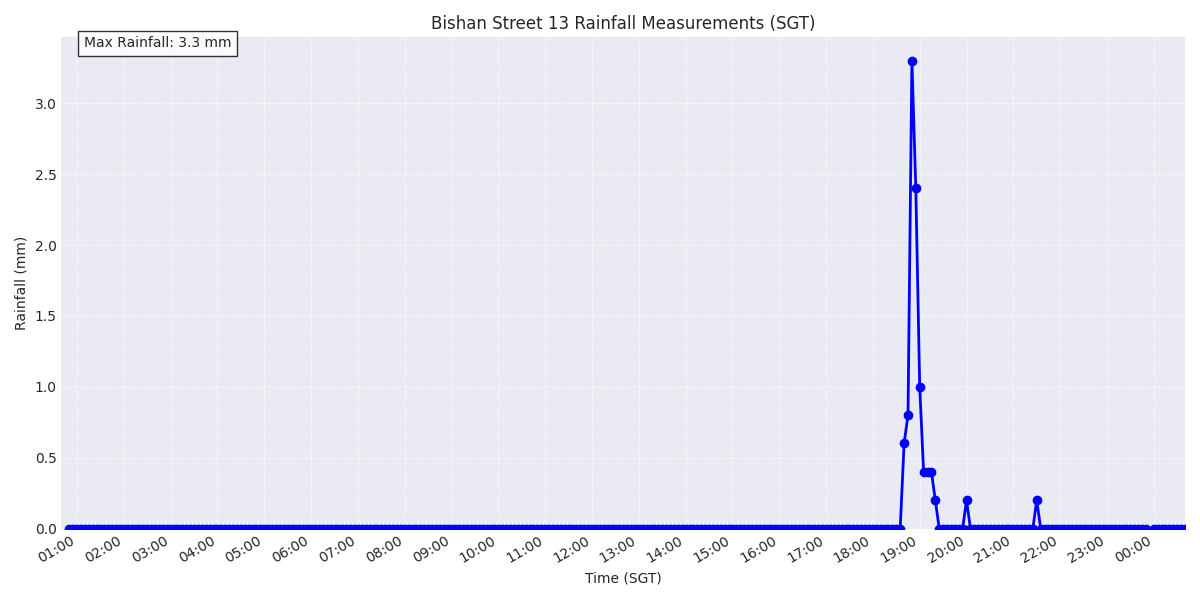 Bishan Street 13 Rainfall Measurements (SGT)
Max Rainfall: 3.3 mm
3.0
2.5
2.0
1.5
1.0
0.5
0.0
Rainfall (mm)
01:00 02:00 03:00 04:00 05:00 06:00 07:00 08:00 09:00 10:00 11:00 12:00 13:00 14:00 15:00 16:00 17:00 18:00 19:00 20:00 21:00 22:00 23:00 00:00
Time (SGT)